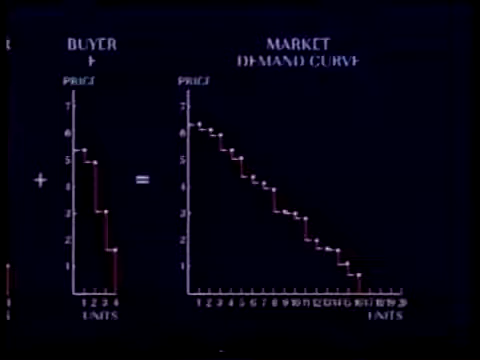 BUYER
MARKET
DEMAND CURVE
PRICE
PRICE
7
6
5
4
3
2
1
7
6
5
4
3
2
1
+
=
1 2 3 4
1 2 3 4 5 6 7 8 9 10 11 12 13 14 15 16 17 18 19 20
UNITS
UNITS